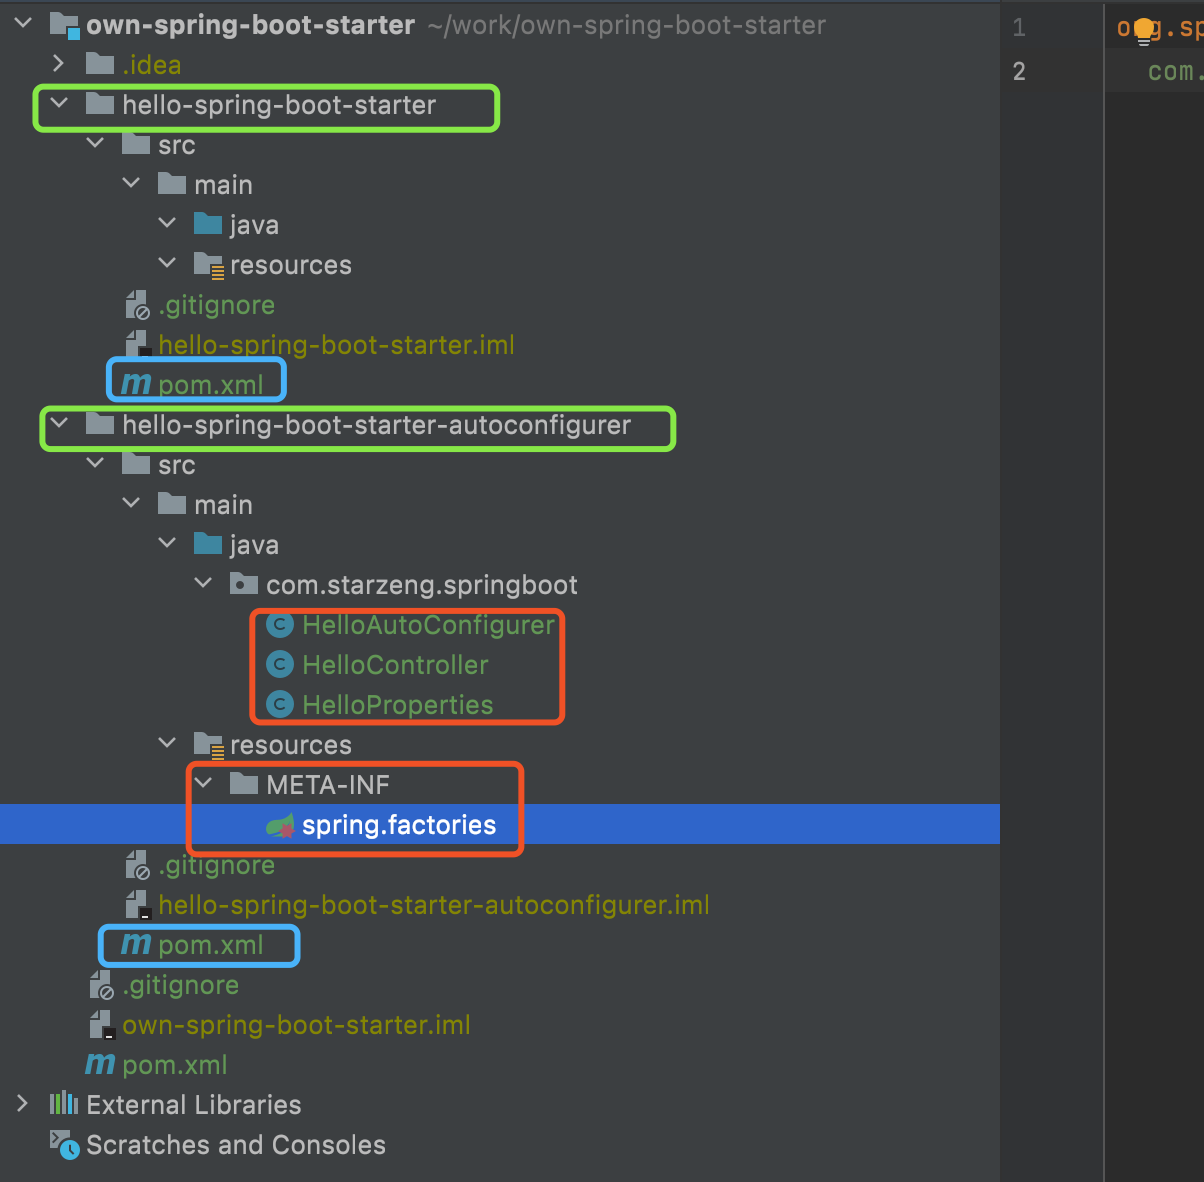 own-spring-boot-starter ~/work/own-spring-boot-starter
.idea
hello-spring-boot-starter
src
main
java
resources
.gitignore
hello-spring-boot-starter.iml
pom.xml
hello-spring-boot-starter-autoconfigurer
src
main
java
com.starzeng.springboot
HelloAutoConfigurer
HelloController
HelloProperties
resources
META-INF
spring.factories
.gitignore
hello-spring-boot-starter-autoconfigurer.iml
pom.xml
.gitignore
own-spring-boot-starter.iml
pom.xml
External Libraries
Scratches and Consoles
1
2 com.